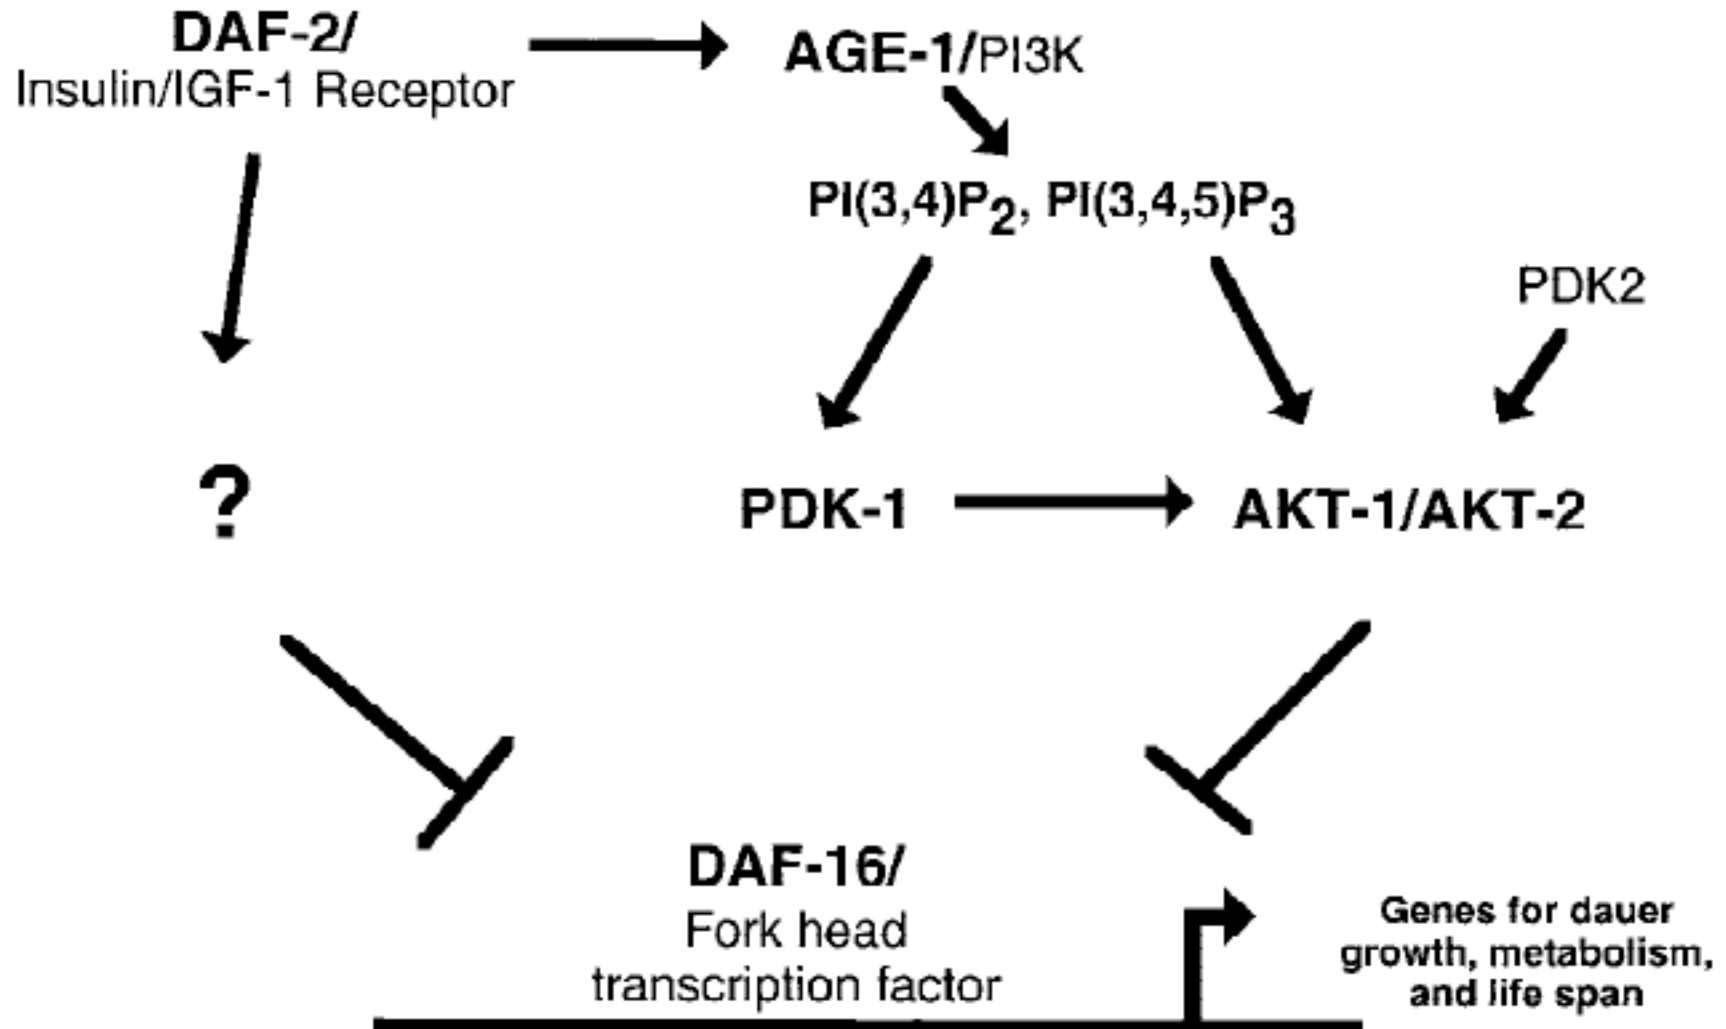 DAF-2/
Insulin/IGF-1 Receptor
AGE-1/PI3K
PI(3,4)P2, PI(3,4,5)P3
PDK2
?
PDK-1
AKT-1/AKT-2
DAF-16/
Fork head
transcription factor
Genes for dauer
growth, metabolism,
and life span